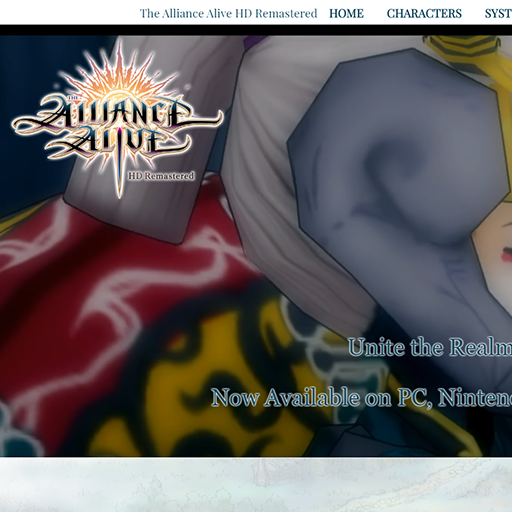 The Alliance Alive HD Remastered HOME CHARACTERS SYST
THE
ALLIANCE
ALIVE
HD Remastered
Unite the Realm
Now Available on PC, Ninten